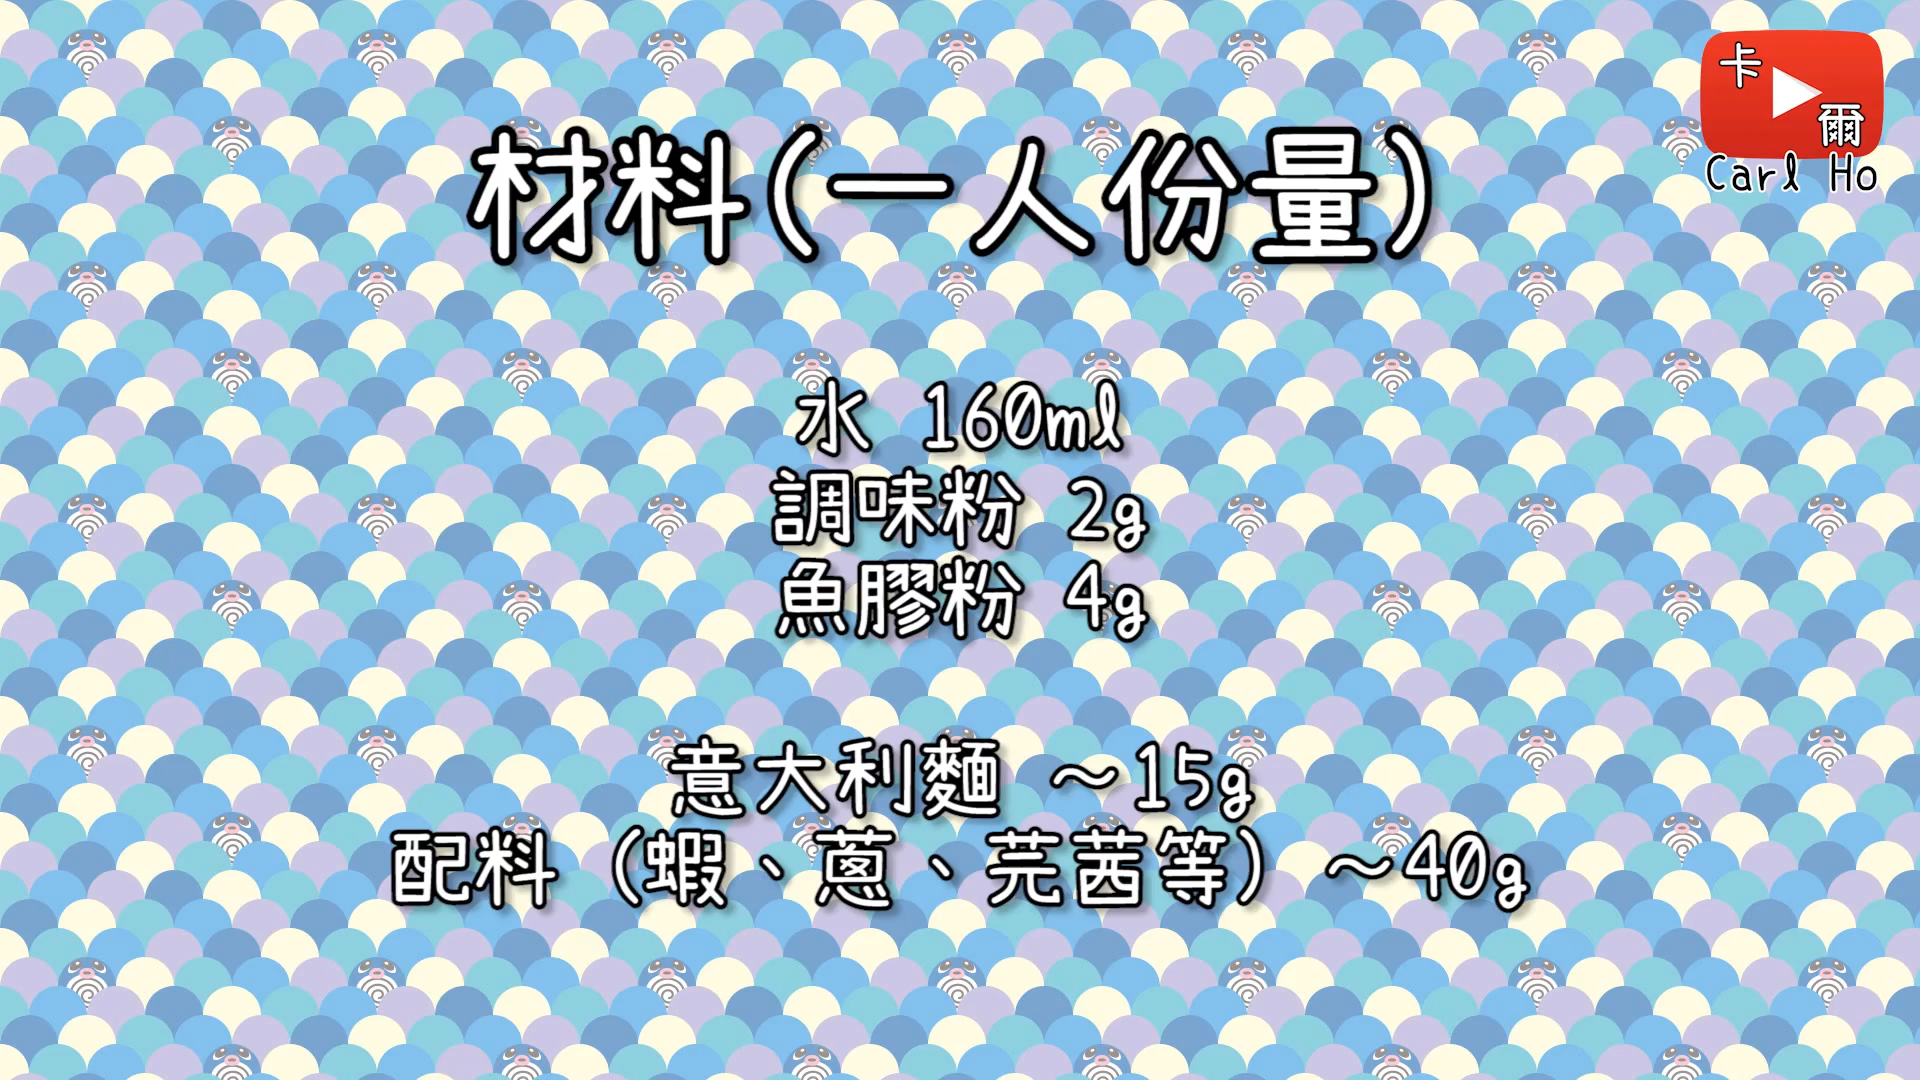 卡
爾
Carl Ho
材料(一人份量)
水 160ml
調味粉 2g
魚膠粉 4g
意大利麵 ～15g
配料 (蝦、蔥、芫茜等) ～40g